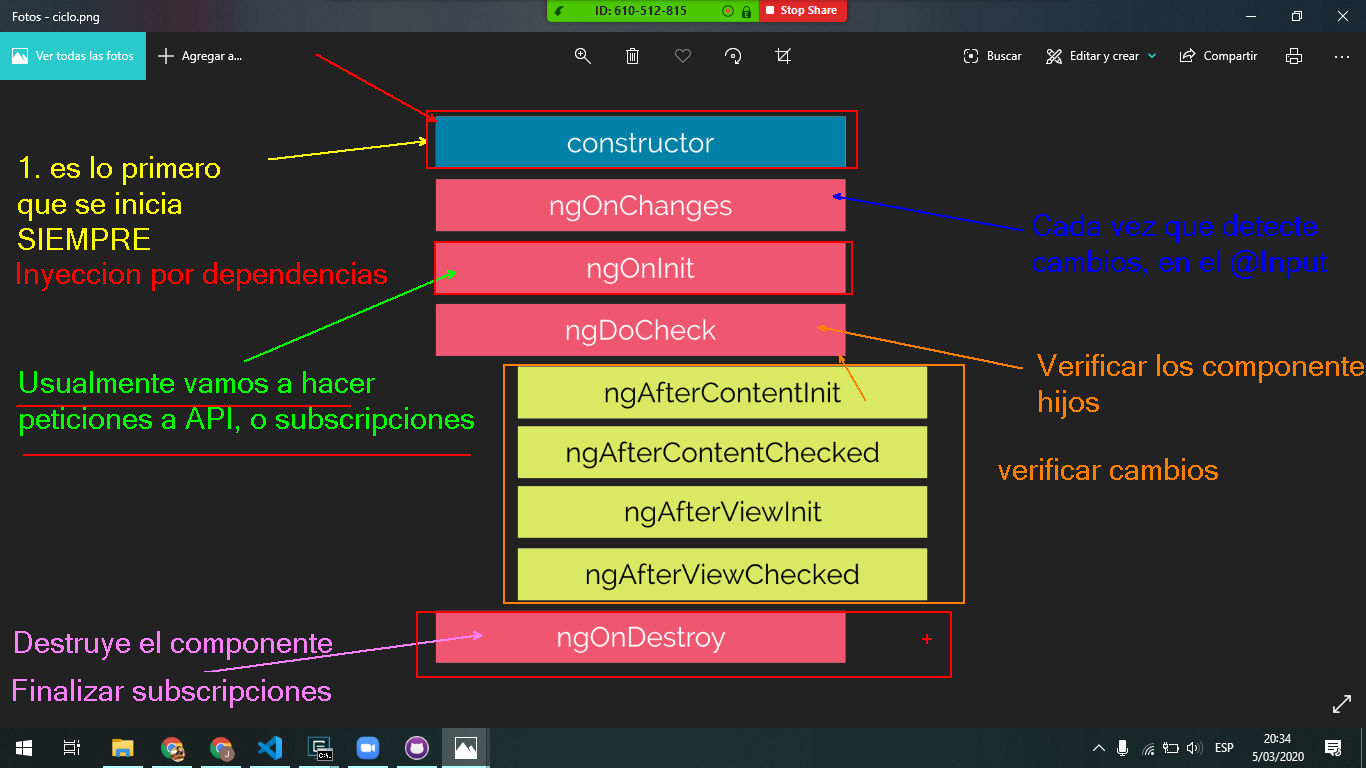 Fotos - ciclo.png
ID: 610-512-815
Stop Share
Ver todas las fotos
Agregar a...
Buscar
Editar y crear
Compartir
constructor
1. es lo primero
que se inicia
SIEMPRE
Inyeccion por dependencias
ngOnChanges
Cada vez que detecte
cambios, en el @Input
ngOnInit
ngDoCheck
Usualmente vamos a hacer
peticiones a API, o subscripciones
Verificar los componente
hijos
ngAfterContentInit
ngAfterContentChecked
verificar cambios
ngAfterViewInit
ngAfterViewChecked
ngOnDestroy
Destruye el componente
Finalizar subscripciones
ESP
20:34
5/03/2020